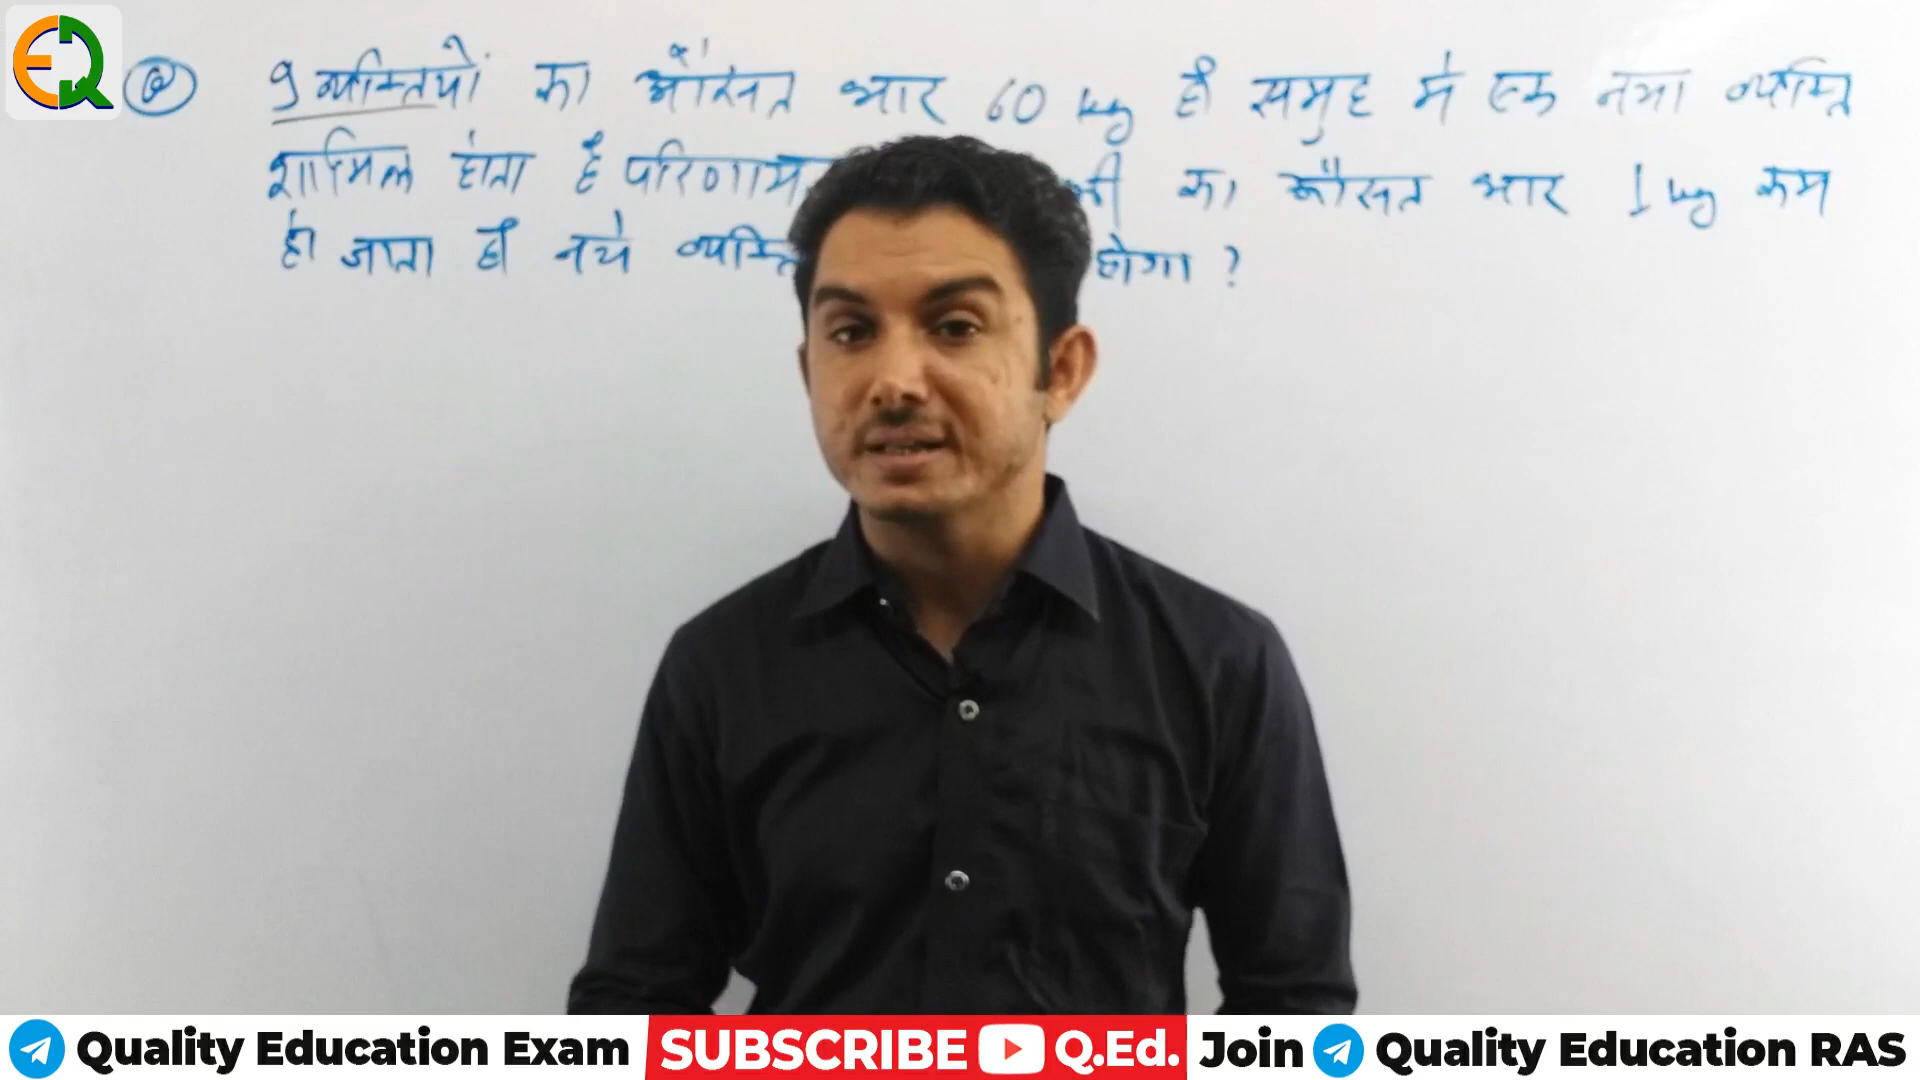 EQ
Q 9 व्यक्तियों का औसत भार 60 kg है समुह मे एक नया व्यक्ति
शामिल होता है का औसत भार 1 kg कम
हो जाता है नये होगा ?
Quality Education Exam SUBSCRIBE Q.Ed. Join Quality Education RAS